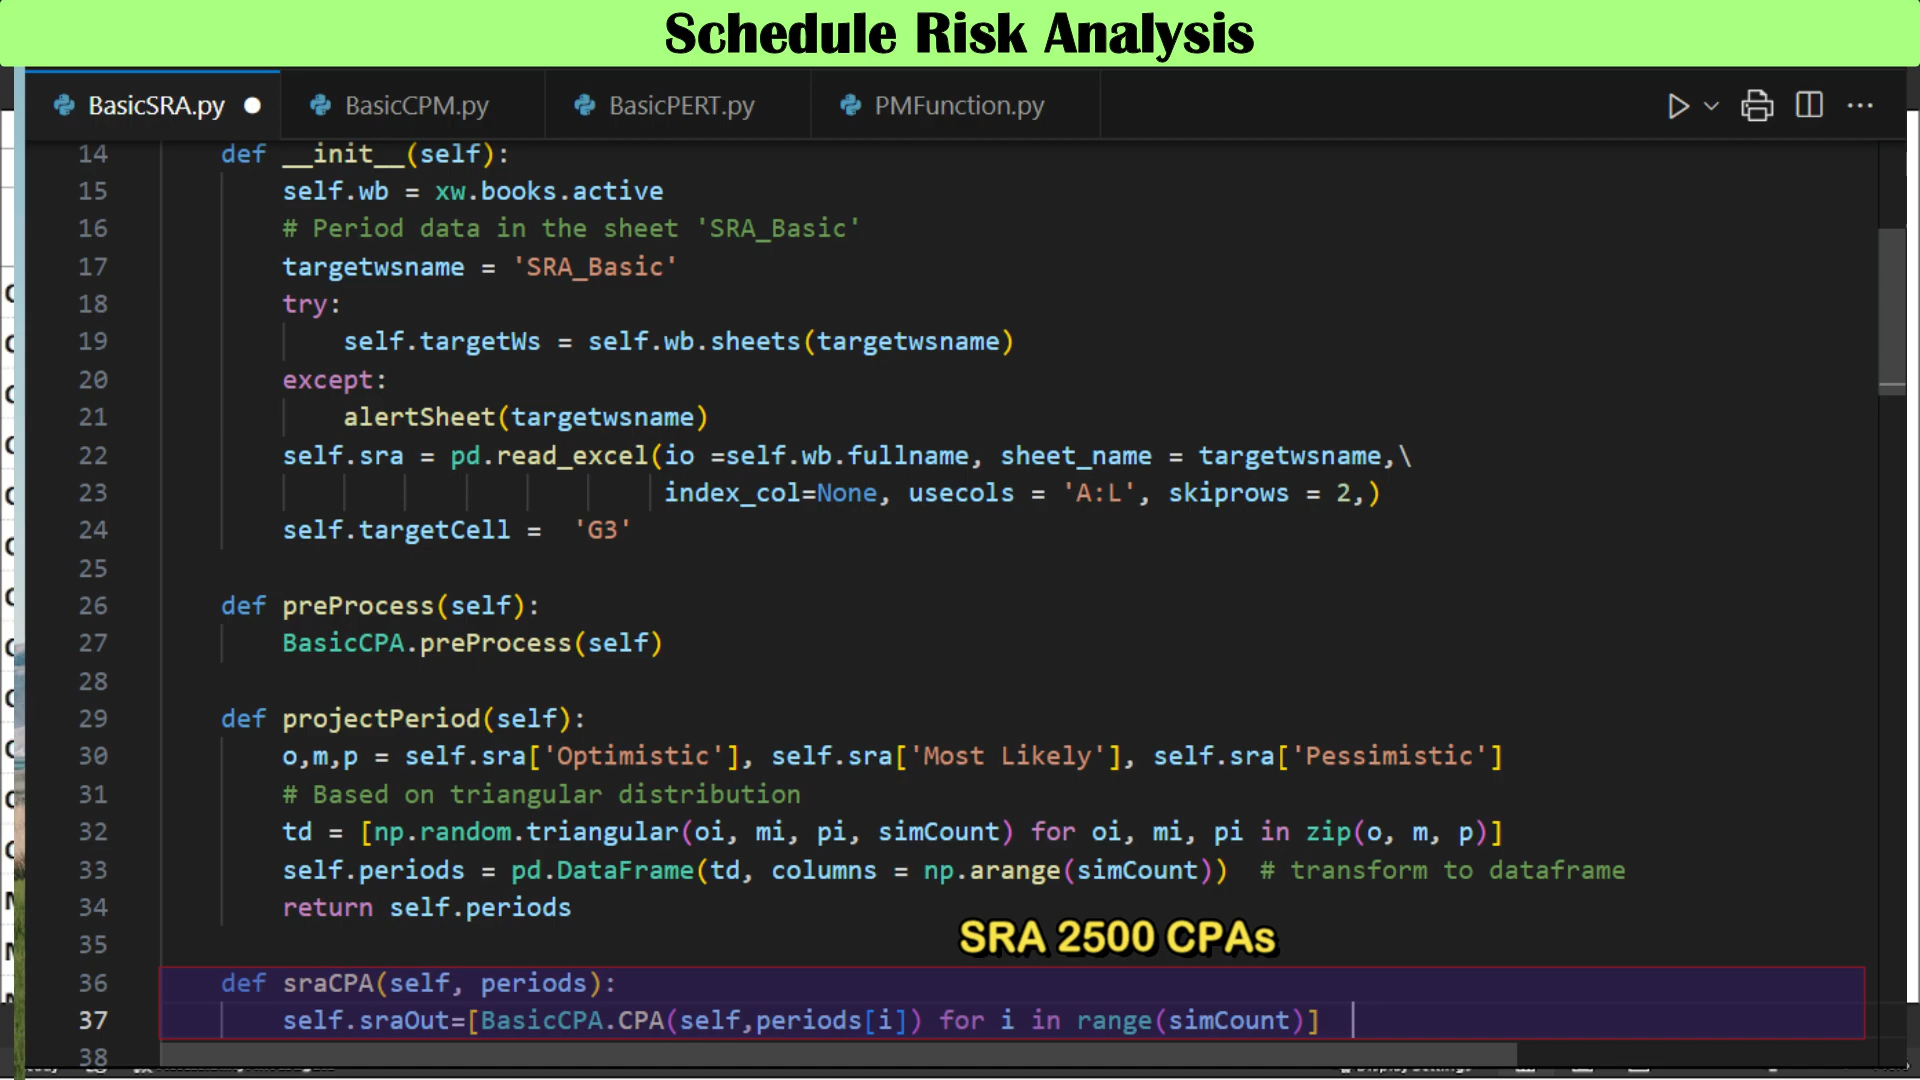 Schedule Risk Analysis
BasicSRA.py
BasicCPM.py
BasicPERT.py
PMFunction.py
14 def __init__(self):
15 self.wb = xw.books.active
16 # Period data in the sheet 'SRA_Basic'
17 targetwsname = 'SRA_Basic'
18 try:
19 self.targetWs = self.wb.sheets(targetwsname)
20 except:
21 alertSheet(targetwsname)
22 self.sra = pd.read_excel(io =self.wb.fullname, sheet_name = targetwsname,\
23 index_col=None, usecols = 'A:L', skiprows = 2,)
24 self.targetCell =  'G3'
25
26 def preProcess(self):
27 BasicCPA.preProcess(self)
28
29 def projectPeriod(self):
30 o,m,p = self.sra['Optimistic'], self.sra['Most Likely'], self.sra['Pessimistic']
31 # Based on triangular distribution
32 td = [np.random.triangular(oi, mi, pi, simCount) for oi, mi, pi in zip(o, m, p)]
33 self.periods = pd.DataFrame(td, columns = np.arange(simCount))  # transform to dataframe
34 return self.periods
SRA 2500 CPAs
35
36 def sraCPA(self, periods):
37 self.sraOut=[BasicCPA.CPA(self,periods[i]) for i in range(simCount)]
38